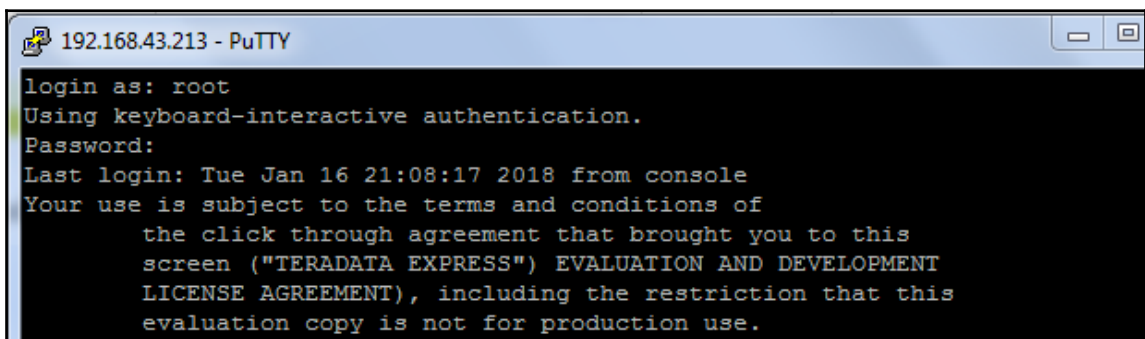 192.168.43.213 - PuTTY
login as: root
Using keyboard-interactive authentication.
Password:
Last login: Tue Jan 16 21:08:17 2018 from console
Your use is subject to the terms and conditions of
the click through agreement that brought you to this
screen ("TERADATA EXPRESS") EVALUATION AND DEVELOPMENT
LICENSE AGREEMENT), including the restriction that this
evaluation copy is not for production use.